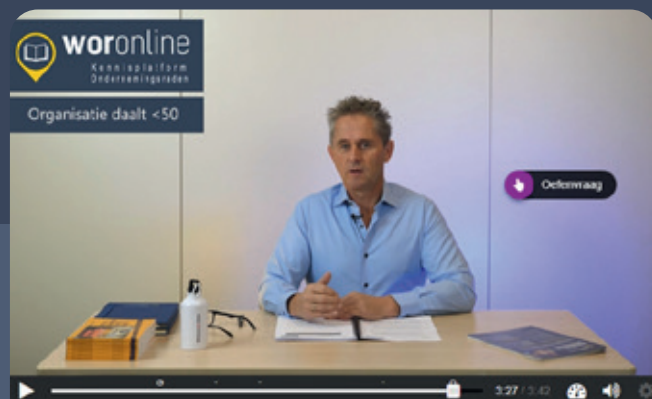 woronline
Kennisplatform
Ondernemingsraden
Organisatie daalt <50
Oefenvraag
3:27 / 3:42